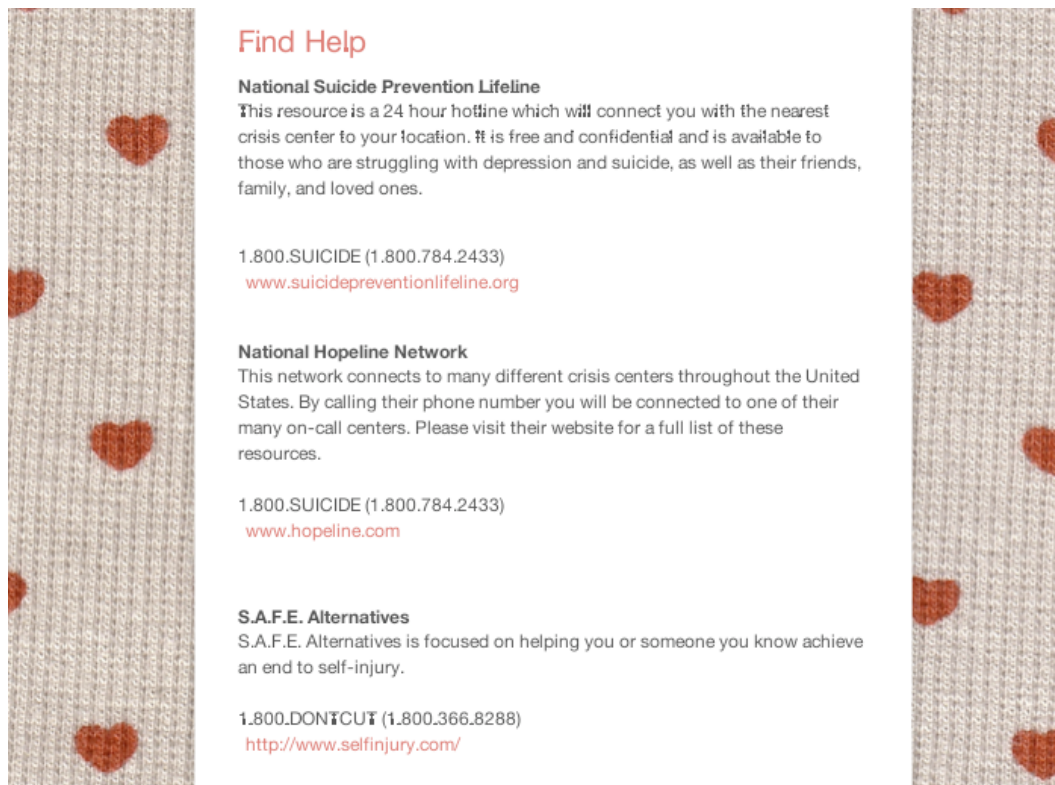 Find Help
National Suicide Prevention Lifeline
This resource is a 24 hour hotline which will connect you with the nearest
crisis center to your location. It is free and confidential and is available to
those who are struggling with depression and suicide, as well as their friends,
family, and loved ones.
1.800.SUICIDE (1.800.784.2433)
www.suicidepreventionlifeline.org
National Hopeline Network
This network connects to many different crisis centers throughout the United
States. By calling their phone number you will be connected to one of their
many on-call centers. Please visit their website for a full list of these
resources.
1.800.SUICIDE (1.800.784.2433)
www.hopeline.com
S.A.F.E. Alternatives
S.A.F.E. Alternatives is focused on helping you or someone you know achieve
an end to self-injury.
1.800.DONTCUT (1.800.366.8288)
http://www.selfinjury.com/